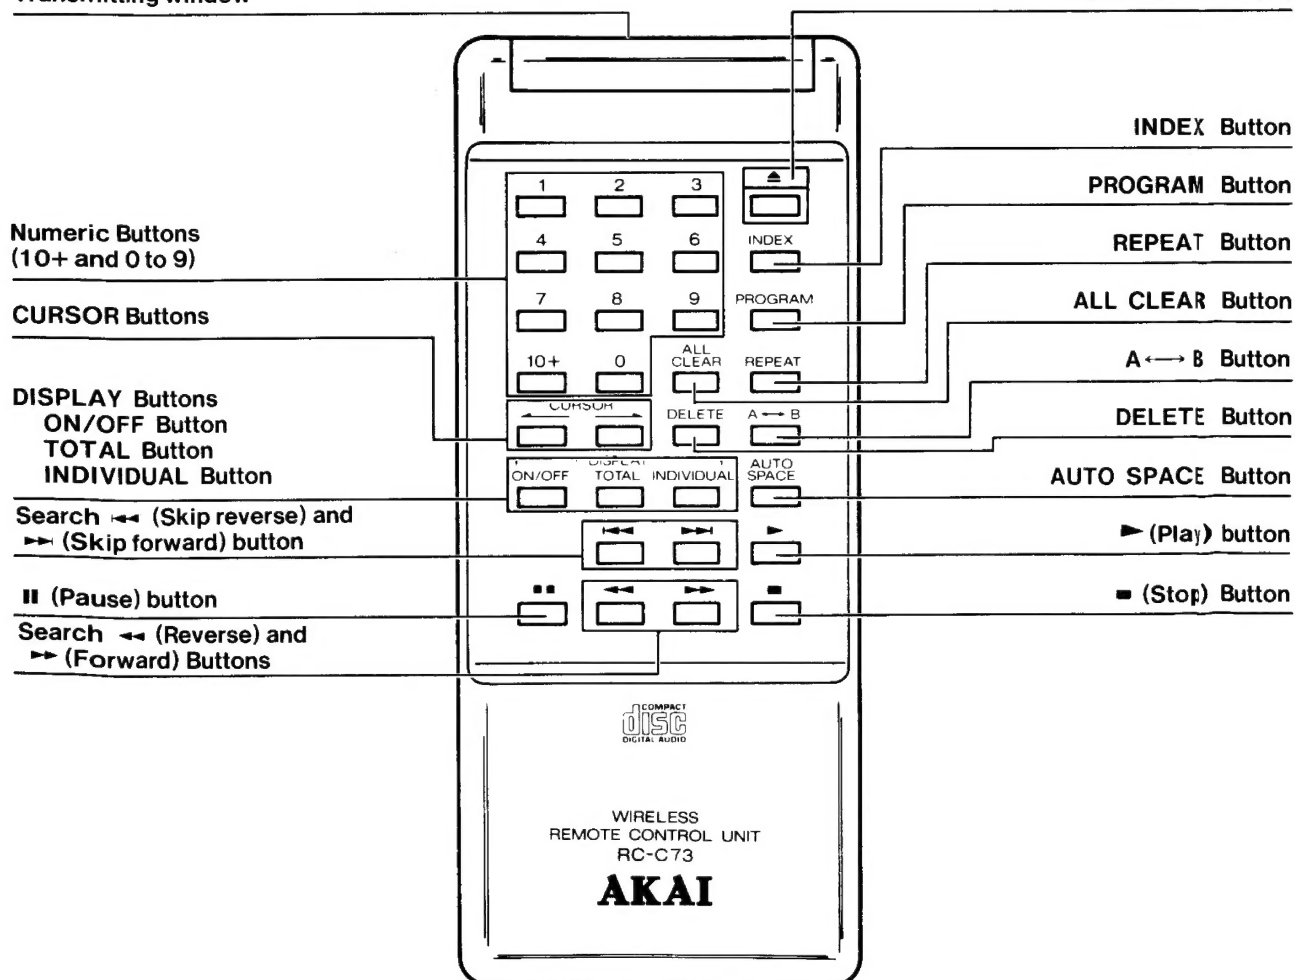 Transmitting window
INDEX Button
PROGRAM Button
REPEAT Button
ALL CLEAR Button
A ←→ B Button
DELETE Button
AUTO SPACE Button
► (Play) button
■ (Stop) Button
Numeric Buttons
(10+ and 0 to 9)
CURSOR Buttons
DISPLAY Buttons
ON/OFF Button
TOTAL Button
INDIVIDUAL Button
Search ⏮ (Skip reverse) and
⏭ (Skip forward) button
⏸ (Pause) button
Search ◄◄ (Reverse) and
►► (Forward) Buttons
1 2 3 ⏏
4 5 6 INDEX
7 8 9 PROGRAM
10+ 0 ALL CLEAR REPEAT
CURSOR DELETE A ←→ B
DISPLAY
ON/OFF TOTAL INDIVIDUAL AUTO SPACE
⏮ ⏭ ►
⏸ ◄◄ ►► ■
COMPACT
disc
DIGITAL AUDIO
WIRELESS
REMOTE CONTROL UNIT
RC-C73
AKAI